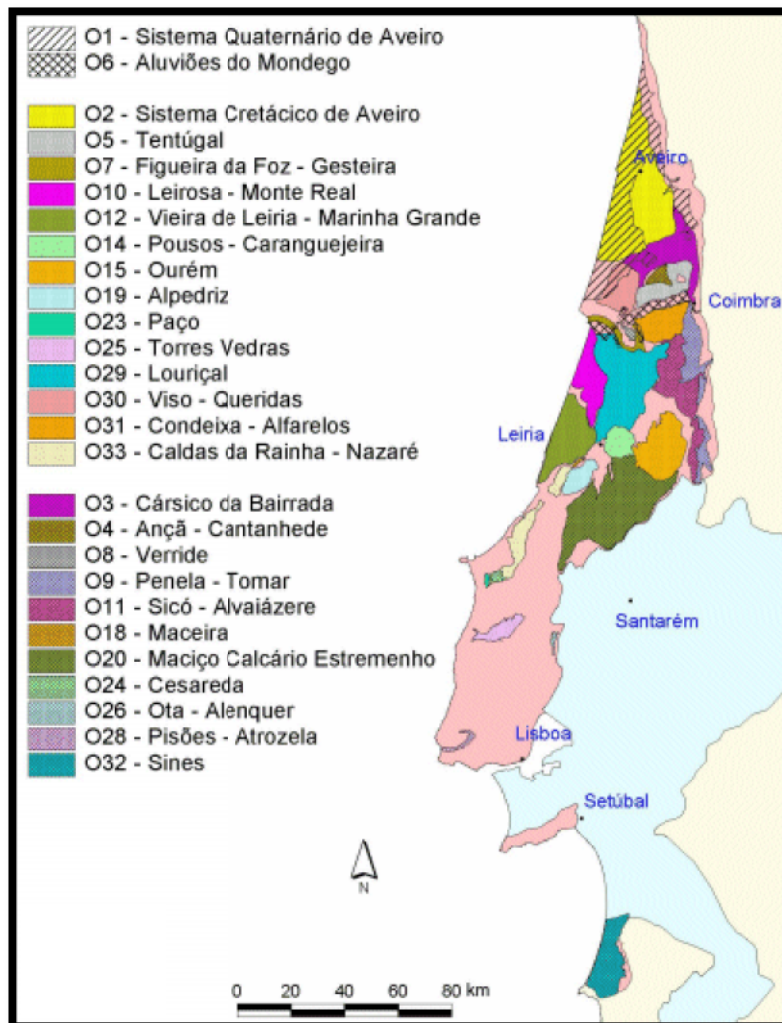 O1 - Sistema Quaternário de Aveiro
O6 - Aluviões do Mondego
O2 - Sistema Cretácico de Aveiro
O5 - Tentúgal
O7 - Figueira da Foz - Gesteira
O10 - Leirosa - Monte Real
O12 - Vieira de Leiria - Marinha Grande
O14 - Pousos - Caranguejeira
O15 - Ourém
O19 - Alpedriz
O23 - Paço
O25 - Torres Vedras
O29 - Louriçal
O30 - Viso - Queridas
O31 - Condeixa - Alfarelos
O33 - Caldas da Rainha - Nazaré
O3 - Cársico da Bairrada
O4 - Ançã - Cantanhede
O8 - Verride
O9 - Penela - Tomar
O11 - Sicó - Alvaiázere
O18 - Maceira
O20 - Maciço Calcário Estremenho
O24 - Cesareda
O26 - Ota - Alenquer
O28 - Pisões - Atrozela
O32 - Sines
Aveiro
Coimbra
Leiria
Santarém
Lisboa
Setúbal
N
0 20 40 60 80 km